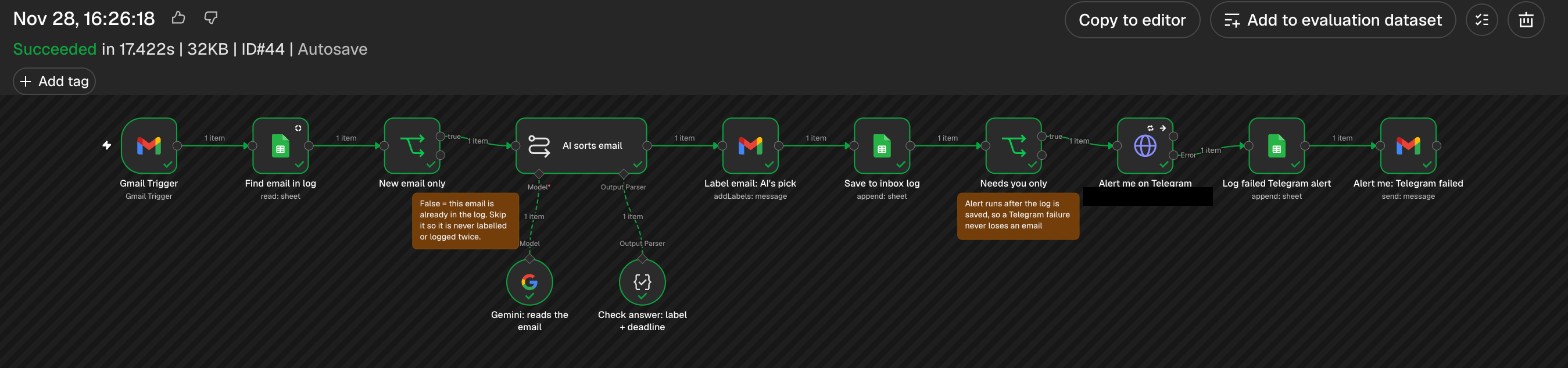 Nov 28, 16:26:18
Copy to editor
Add to evaluation dataset
Succeeded in 17.422s | 32KB | ID#44 | Autosave
+ Add tag
1 item
1 item
true
1 item
AI sorts email
1 item
1 item
1 item
true
1 item
Error
1 item
1 item
Gmail Trigger
Gmail Trigger
Find email in log
read: sheet
New email only
Model*
Output Parser
Label email: AI's pick
addLabels: message
Save to inbox log
append: sheet
Needs you only
Alert me on Telegram
Log failed Telegram alert
append: sheet
Alert me: Telegram failed
send: message
False = this email is
already in the log. Skip
it so it is never labelled
or logged twice.
Alert runs after the log is
saved, so a Telegram failure
never loses an email
1 item
1 item
Model
Output Parser
Gemini: reads the
email
Check answer: label
+ deadline